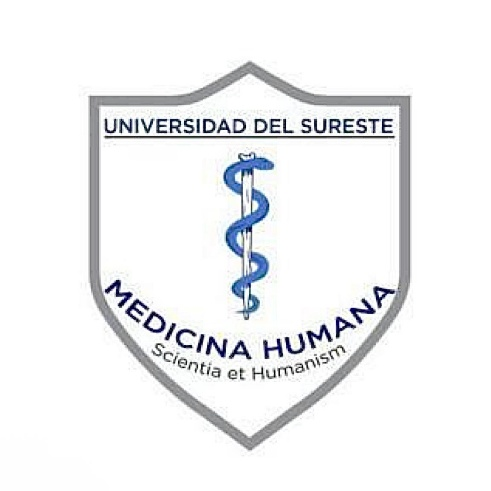 UNIVERSIDAD DEL SURESTE
MEDICINA HUMANA
Scientia et Humanism